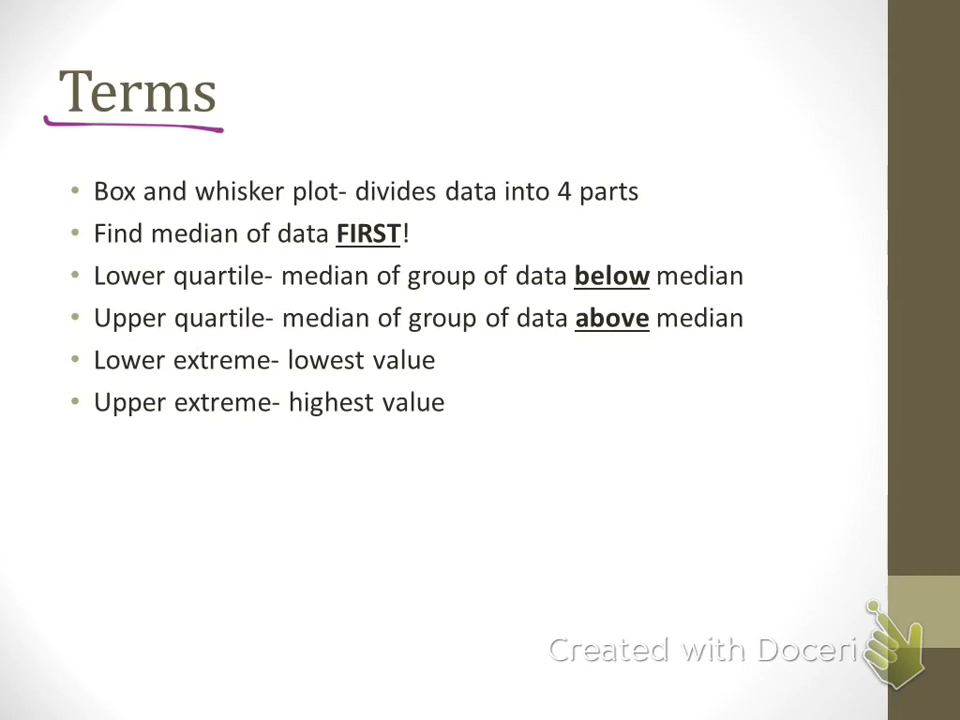 Terms
• Box and whisker plot- divides data into 4 parts
• Find median of data FIRST!
• Lower quartile- median of group of data below median
• Upper quartile- median of group of data above median
• Lower extreme- lowest value
• Upper extreme- highest value
Created with Doceri